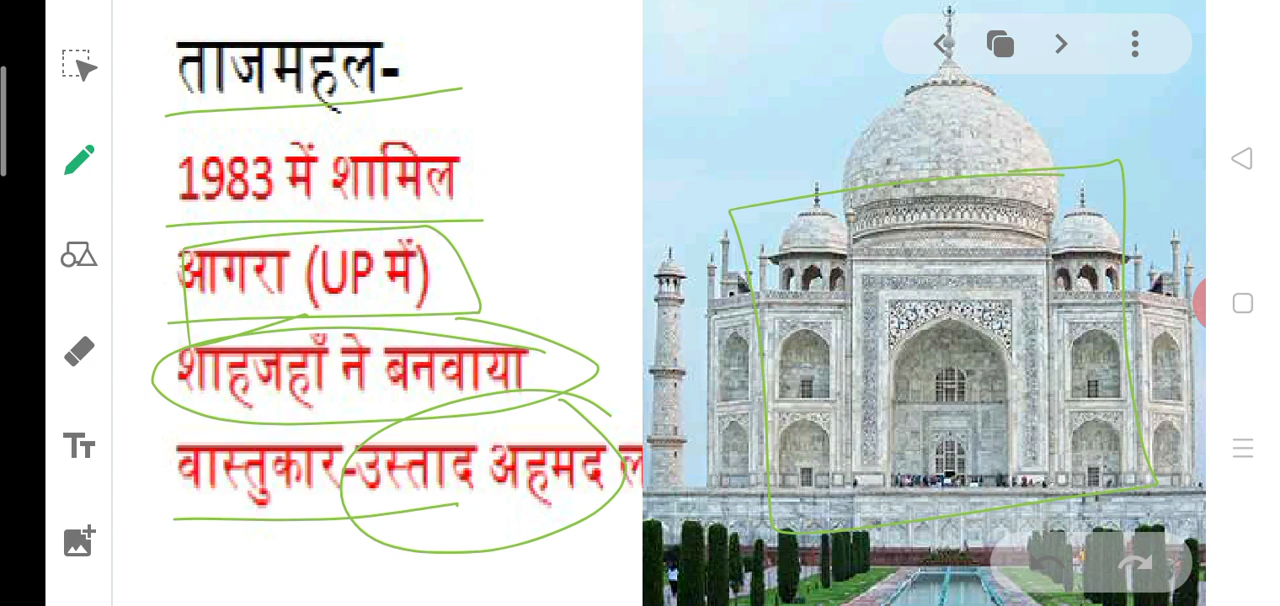 ताजमहल-
1983 में शामिल
आगरा (UP में)
शाहजहाँ ने बनवाया
वास्तुकार-उस्ताद अहमद ल